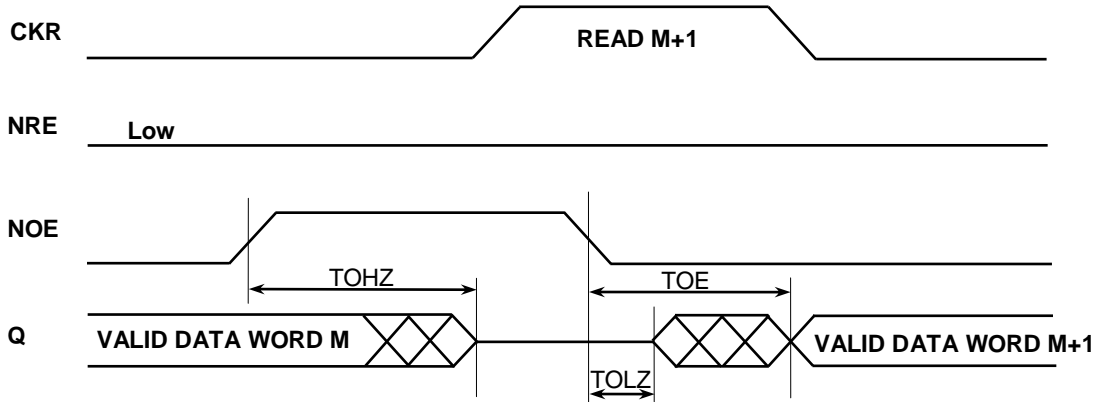 CKR
READ M+1
NRE
Low
NOE
TOHZ
TOE
Q
VALID DATA WORD M
VALID DATA WORD M+1
TOLZ